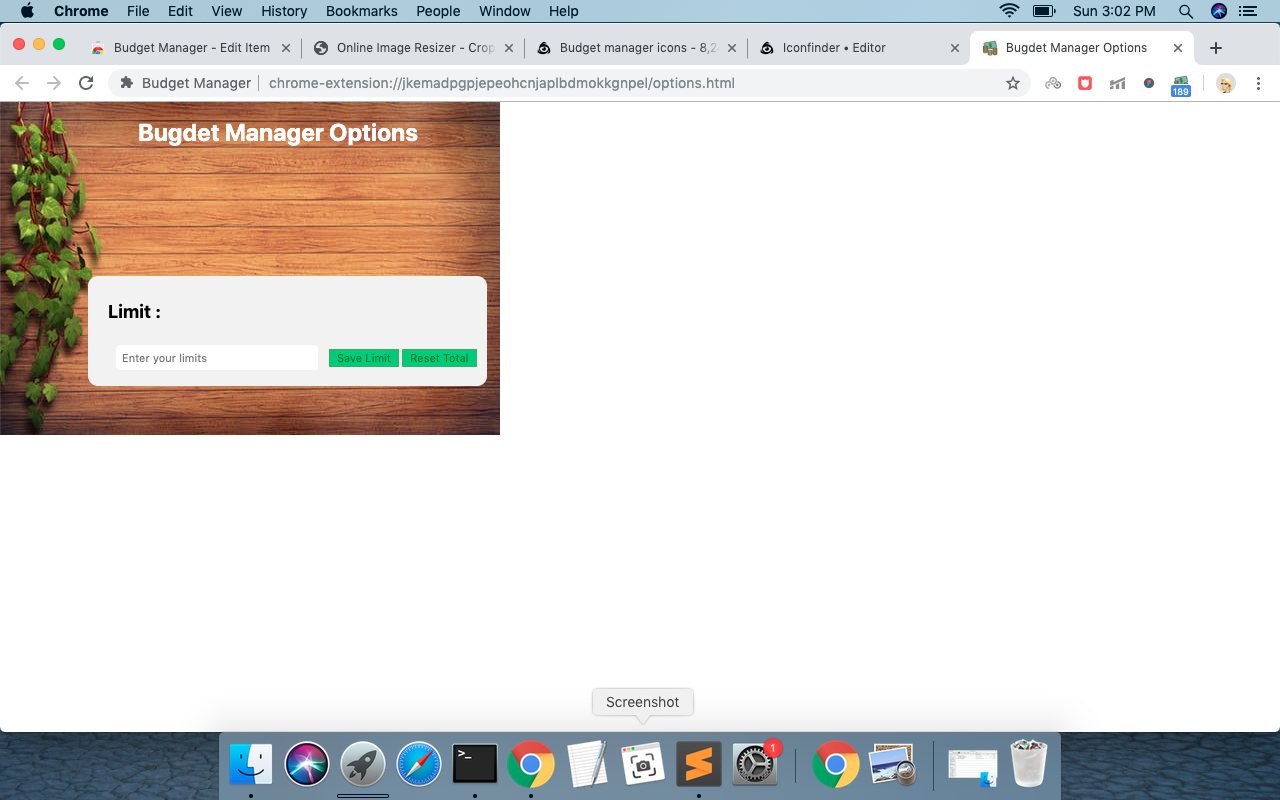 Chrome File Edit View History Bookmarks People Window Help Sun 3:02 PM
Budget Manager - Edit Item
Online Image Resizer - Crop
Budget manager icons - 8,2
Iconfinder • Editor
Bugdet Manager Options
Budget Manager chrome-extension://jkemadpgpjepeohcnjaplbdmokkgnpel/options.html
189
Bugdet Manager Options
Limit :
Enter your limits Save Limit Reset Total
Screenshot
>_
1